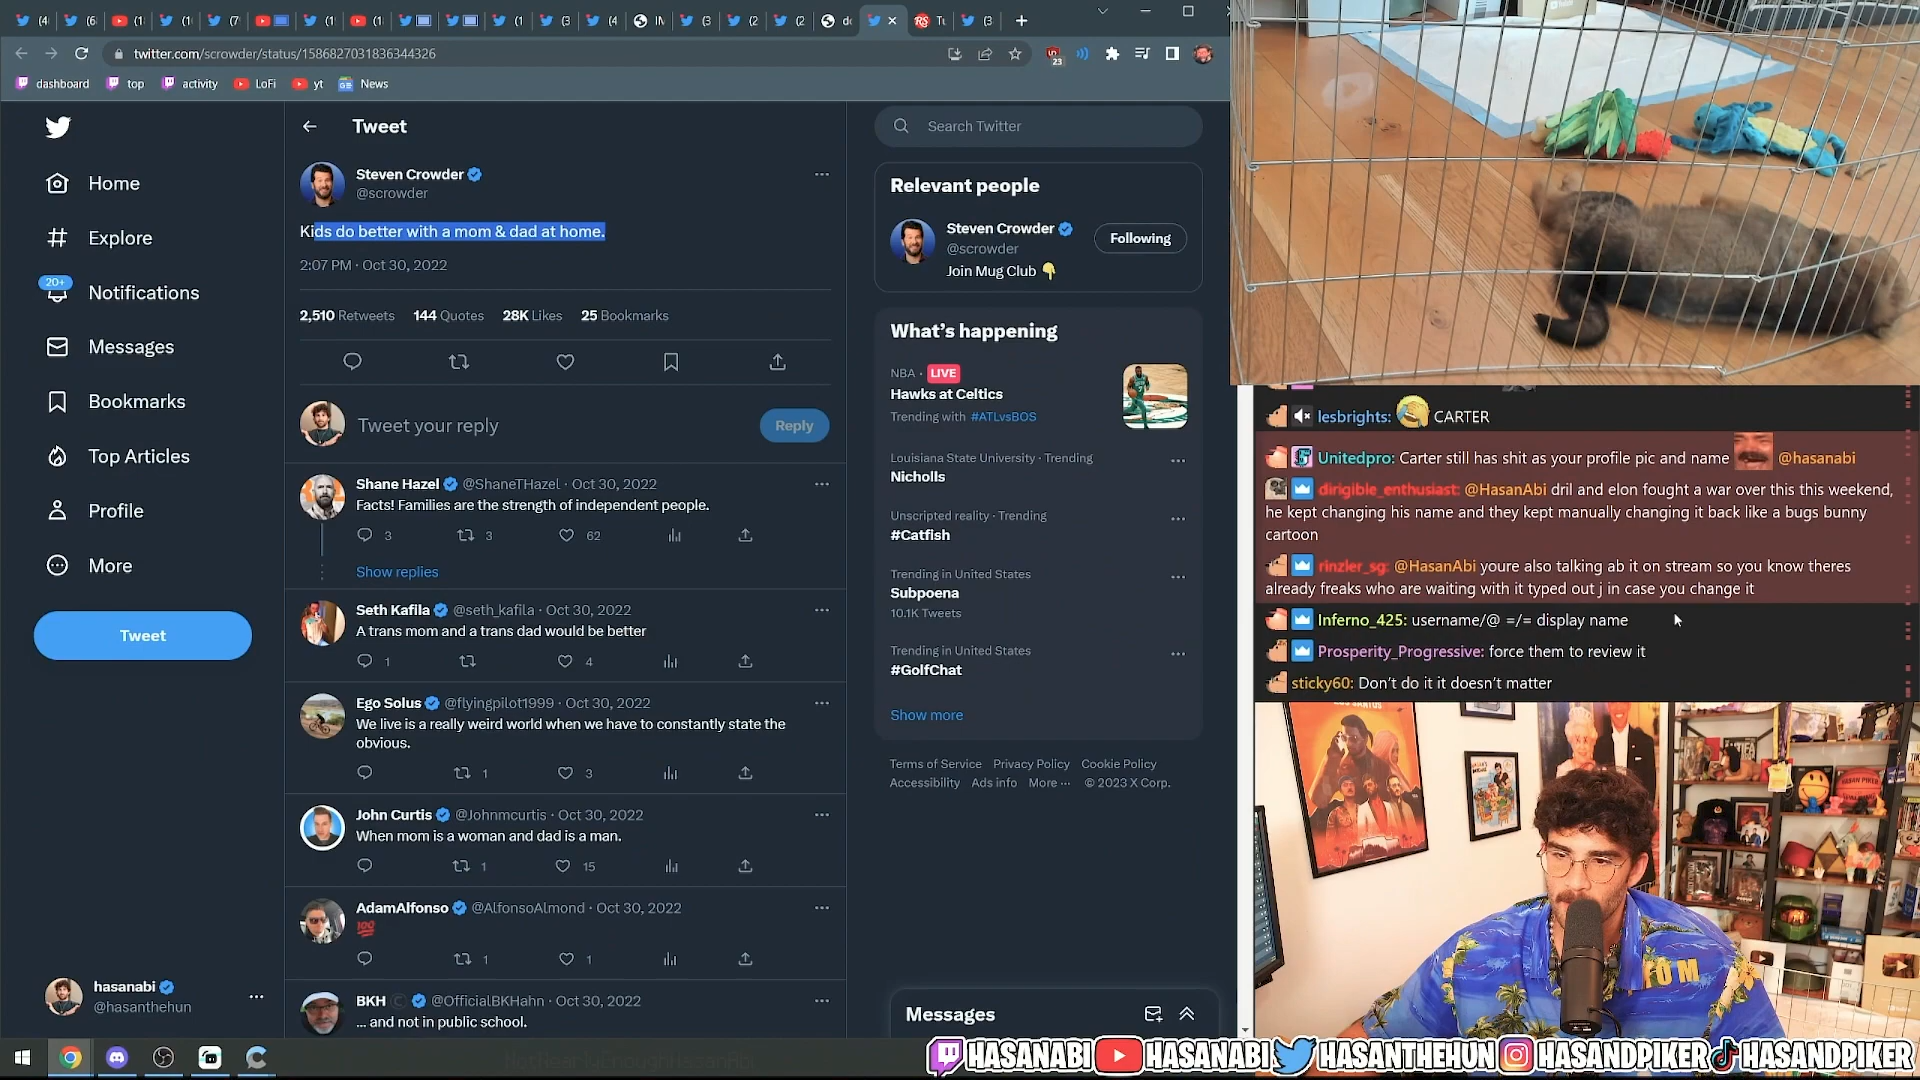 twitter.com/scrowder/status/1586827031836344326
23
dashboard
top
activity
LoFi
yt
News
Home
Explore
20+
Notifications
Messages
Bookmarks
Top Articles
Profile
More
Tweet
hasanabi
@hasanthehun
Tweet
Steven Crowder
@scrowder
Kids do better with a mom & dad at home.
2:07 PM · Oct 30, 2022
2,510 Retweets 144 Quotes 28K Likes 25 Bookmarks
Tweet your reply
Reply
Shane Hazel @ShaneTHazel · Oct 30, 2022
Facts! Families are the strength of independent people.
3 3 62
Show replies
Seth Kafila @seth_kafila · Oct 30, 2022
A trans mom and a trans dad would be better
1 4
Ego Solus @flyingpilot1999 · Oct 30, 2022
We live is a really weird world when we have to constantly state the
obvious.
1 3
John Curtis @Johnmcurtis · Oct 30, 2022
When mom is a woman and dad is a man.
1 15
AdamAlfonso @AlfonsoAlmond · Oct 30, 2022
💯
1 1
BKH @OfficialBKHahn · Oct 30, 2022
... and not in public school.
Search Twitter
Relevant people
Steven Crowder
@scrowder
Following
Join Mug Club 👇
What's happening
NBA · LIVE
Hawks at Celtics
Trending with #ATLvsBOS
Louisiana State University · Trending
Nicholls
Unscripted reality · Trending
#Catfish
Trending in United States
Subpoena
10.1K Tweets
Trending in United States
#GolfChat
Show more
Terms of Service Privacy Policy Cookie Policy
Accessibility Ads info More ··· © 2023 X Corp.
Messages
lesbrights: CARTER
Unitedpro: Carter still has shit as your profile pic and name @hasanabi
dirigible_enthusiast: @HasanAbi dril and elon fought a war over this this weekend,
he kept changing his name and they kept manually changing it back like a bugs bunny
cartoon
rinzler_sg: @HasanAbi youre also talking ab it on stream so you know theres
already freaks who are waiting with it typed out j in case you change it
Inferno_425: username/@ =/= display name
Prosperity_Progressive: force them to review it
sticky60: Don't do it it doesn't matter
HASANABI HASANABI HASANTHEHUN HASANDPIKER HASANDPIKER